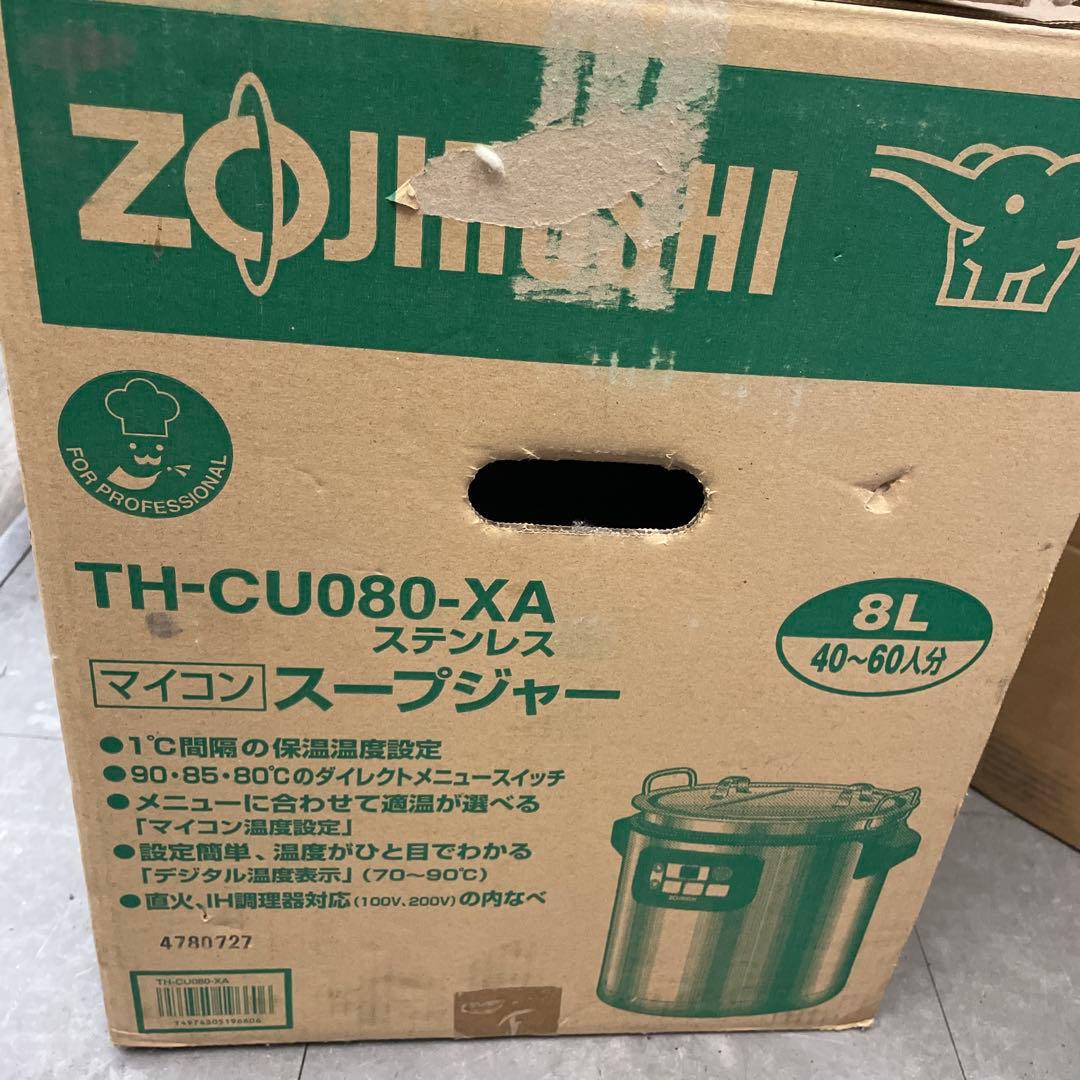 ZOJIRUSHI
FOR PROFESSIONAL
TH-CU080-XA
ステンレス
マイコン スープジャー
8L
40～60人分
●1℃間隔の保温温度設定
●90・85・80℃のダイレクトメニュースイッチ
●メニューに合わせて適温が選べる
「マイコン温度設定」
●設定簡単、温度がひと目でわかる
「デジタル温度表示」(70～90℃)
●直火、IH調理器対応(100V、200V)の内なべ
4780727
TH-CU080-XA
7497430519660​6